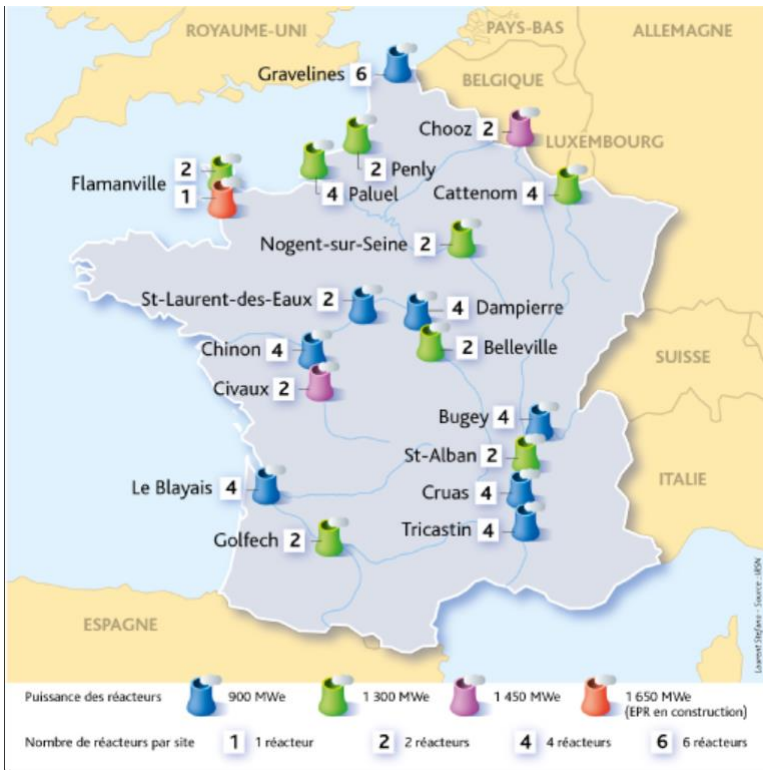 ROYAUME-UNI
PAYS-BAS
ALLEMAGNE
Gravelines 6
BELGIQUE
Chooz 2
LUXEMBOURG
2 Penly
Flamanville 2
1
4 Paluel
Cattenom 4
Nogent-sur-Seine 2
St-Laurent-des-Eaux 2
4 Dampierre
Chinon 4
2 Belleville
SUISSE
Civaux 2
Bugey 4
St-Alban 2
Le Blayais 4
Cruas 4
ITALIE
Golfech 2
Tricastin 4
ESPAGNE
Laurent Stefano - Source : IRSN
Puissance des réacteurs 900 MWe 1 300 MWe 1 450 MWe 1 650 MWe
(EPR en construction)
Nombre de réacteurs par site 1 1 réacteur 2 2 réacteurs 4 4 réacteurs 6 6 réacteurs